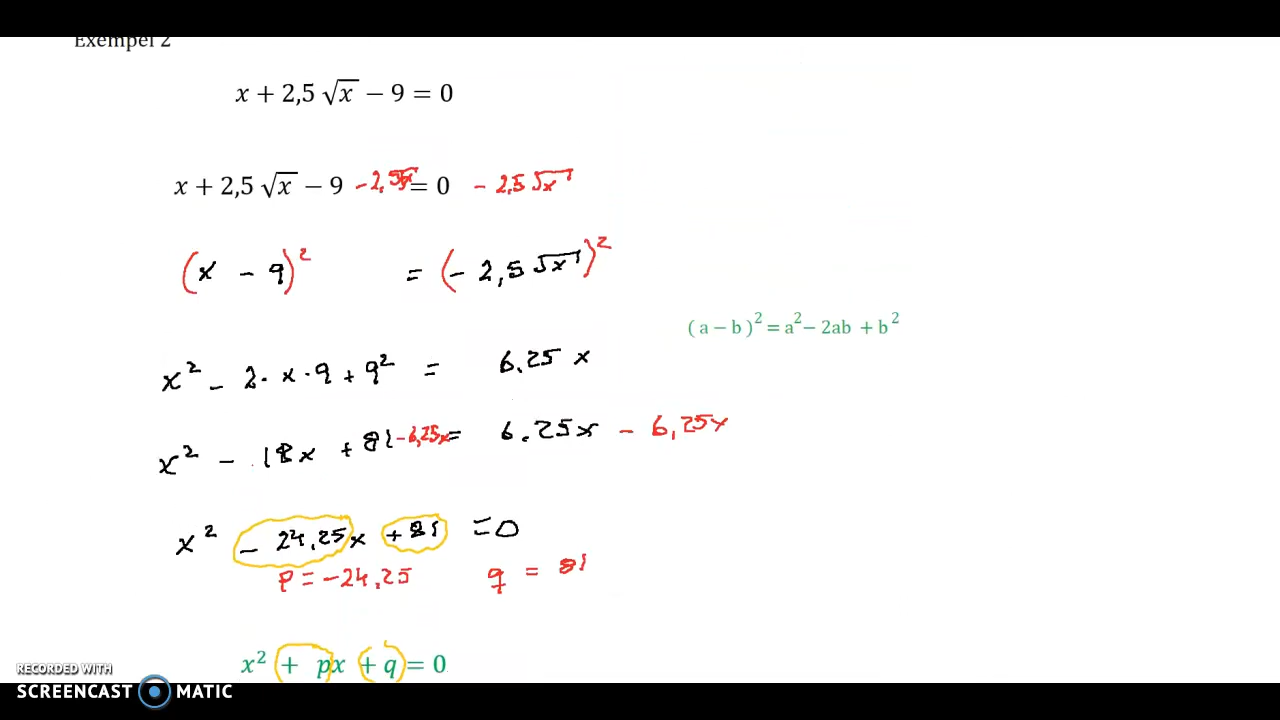 Exempel 2
x + 2,5 √x − 9 = 0
x + 2,5 √x − 9 − 2,5√x = 0 − 2,5 √x
(x − 9)² = (− 2,5 √x)²
(a − b)² = a² − 2ab + b²
x² − 2 · x · 9 + 9² = 6.25 x
x² − 18x + 81 − 6,25x = 6.25x − 6,25x
x² − 24,25x + 81 = 0
p = −24,25 q = 81
x² + px + q = 0
RECORDED WITH
SCREENCAST MATIC